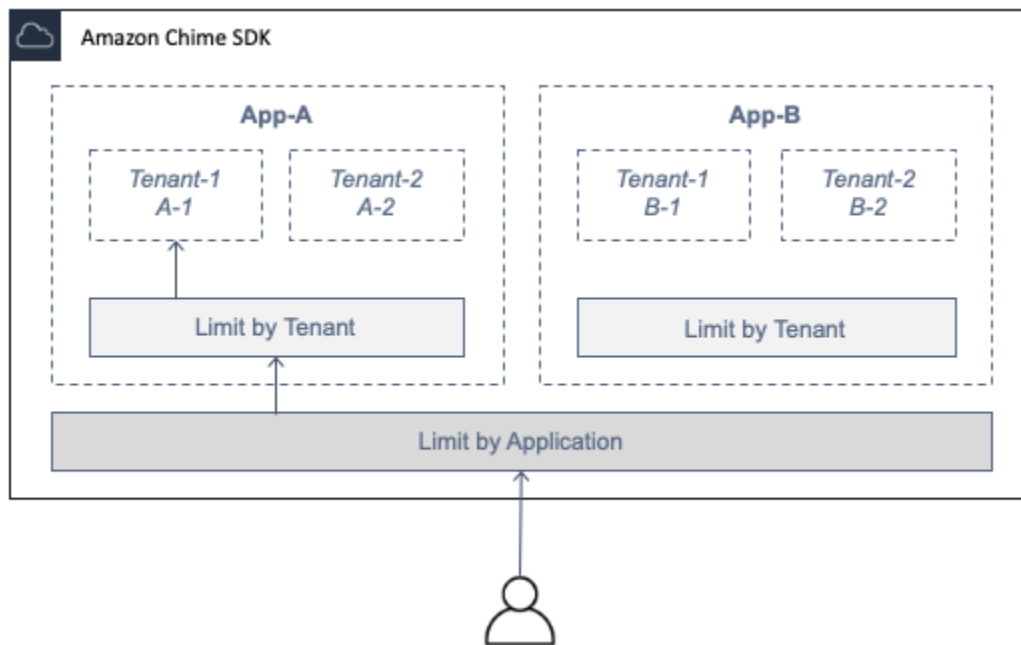 Amazon Chime SDK
App-A
App-B
Tenant-1
A-1
Tenant-2
A-2
Tenant-1
B-1
Tenant-2
B-2
Limit by Tenant
Limit by Tenant
Limit by Application